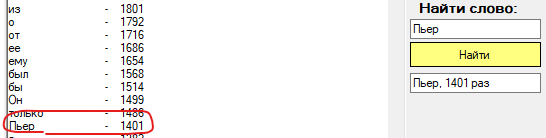 из - 1801
о - 1792
от - 1716
ее - 1686
ему - 1654
был - 1568
бы - 1514
Он - 1499
только - 1488
Пьер - 1401
Найти слово:
Пьер
Найти
Пьер, 1401 раз